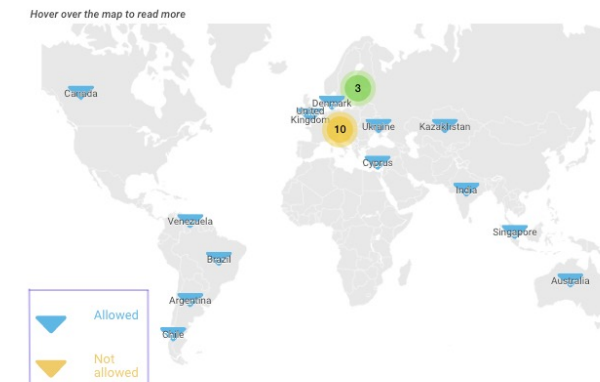 Hover over the map to read more
Canada
3
Denmark
United
Kingdom
10
Ukraine
Kazakhstan
Cyprus
India
Venezuela
Singapore
Brazil
Australia
Argentina
Chile
Allowed
Not
allowed